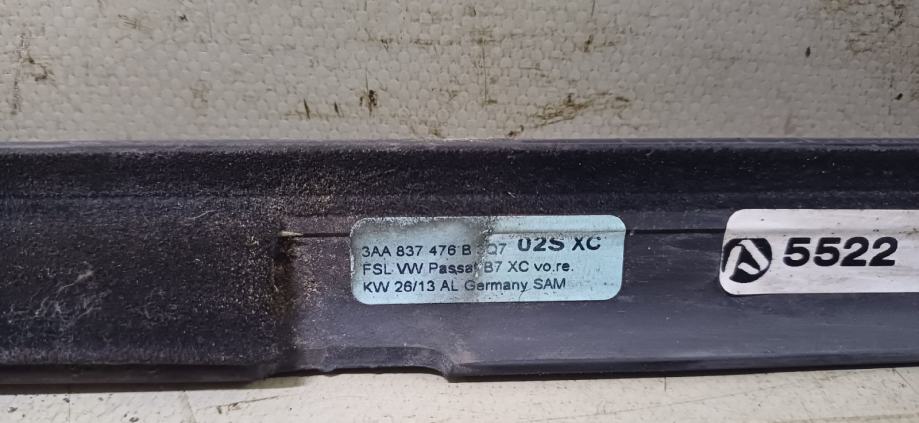 3AA 837 476 B 3Q7 02S XC
FSL VW Passat B7 XC vo.re.
KW 26/13 AL Germany SAM
5522